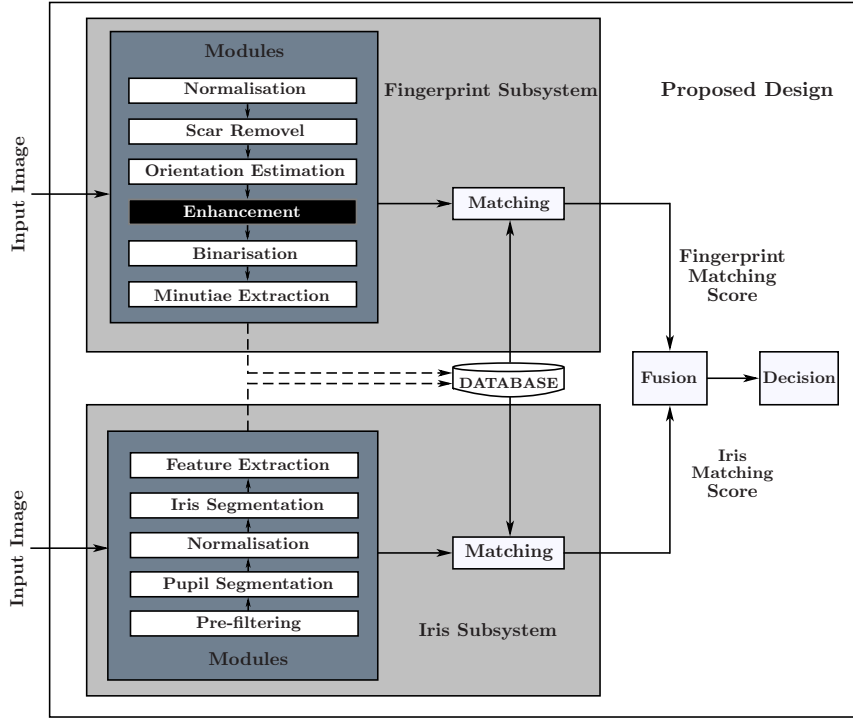 Modules
Normalisation
Scar Removel
Orientation Estimation
Enhancement
Binarisation
Minutiae Extraction
Fingerprint Subsystem
Proposed Design
Input Image
Matching
Fingerprint
Matching
Score
DATABASE
Fusion
Decision
Feature Extraction
Iris Segmentation
Normalisation
Pupil Segmentation
Pre-filtering
Modules
Input Image
Matching
Iris
Matching
Score
Iris Subsystem